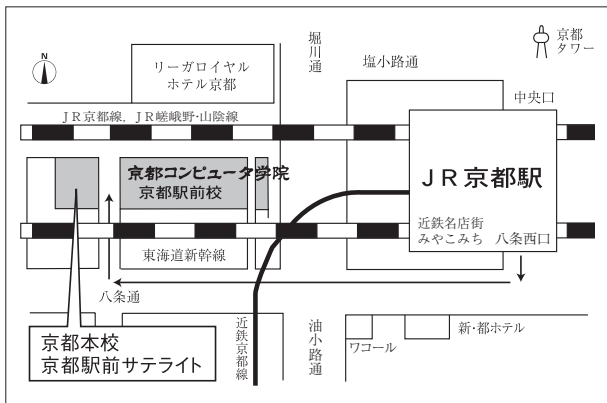 N
リーガロイヤル
ホテル京都
堀川通
塩小路通
京都
タワー
中央口
JR京都線，JR嵯峨野・山陰線
京都コンピュータ学院
京都駅前校
JR京都駅
近鉄名店街
みやこみち
八条西口
東海道新幹線
八条通
京都本校
京都駅前サテライト
近鉄京都線
油小路通
ワコール
新・都ホテル